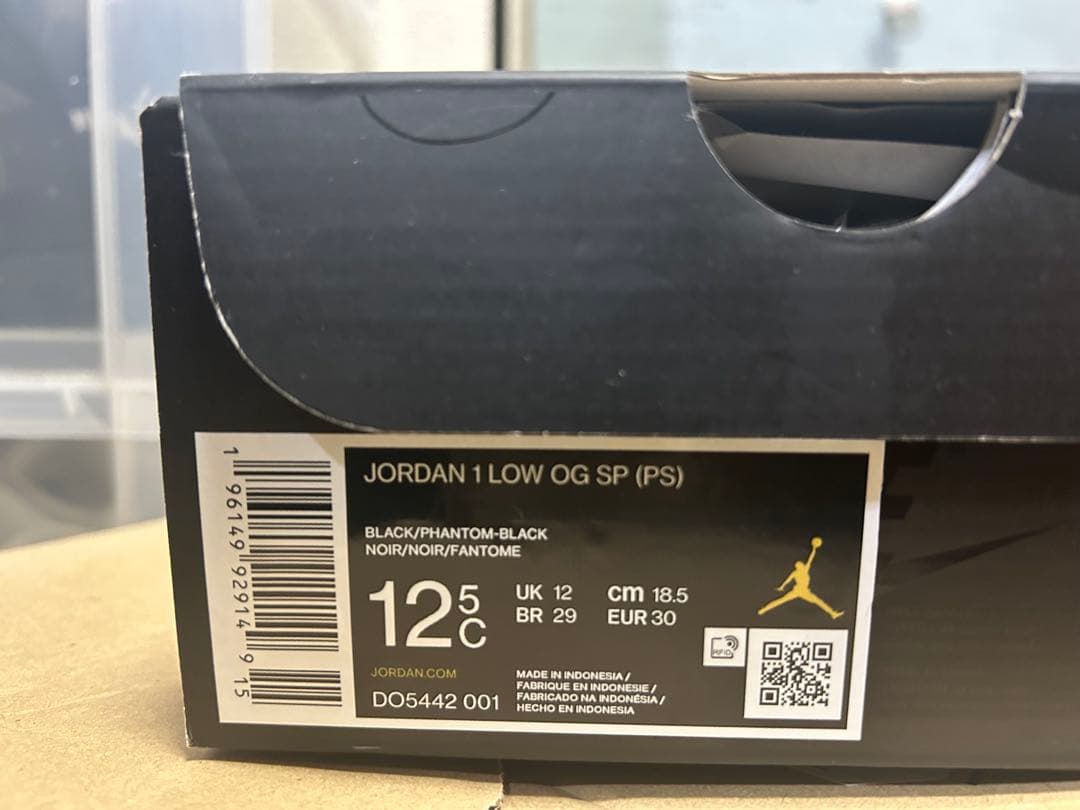 JORDAN 1 LOW OG SP (PS)
BLACK/PHANTOM-BLACK
NOIR/NOIR/FANTOME
12 5 C
UK 12
BR 29
cm 18.5
EUR 30
JORDAN.COM
DO5442 001
MADE IN INDONESIA /
FABRIQUE EN INDONESIE /
FABRICADO NA INDONÉSIA /
HECHO EN INDONESIA
RFID
1 96149 92914 9 15